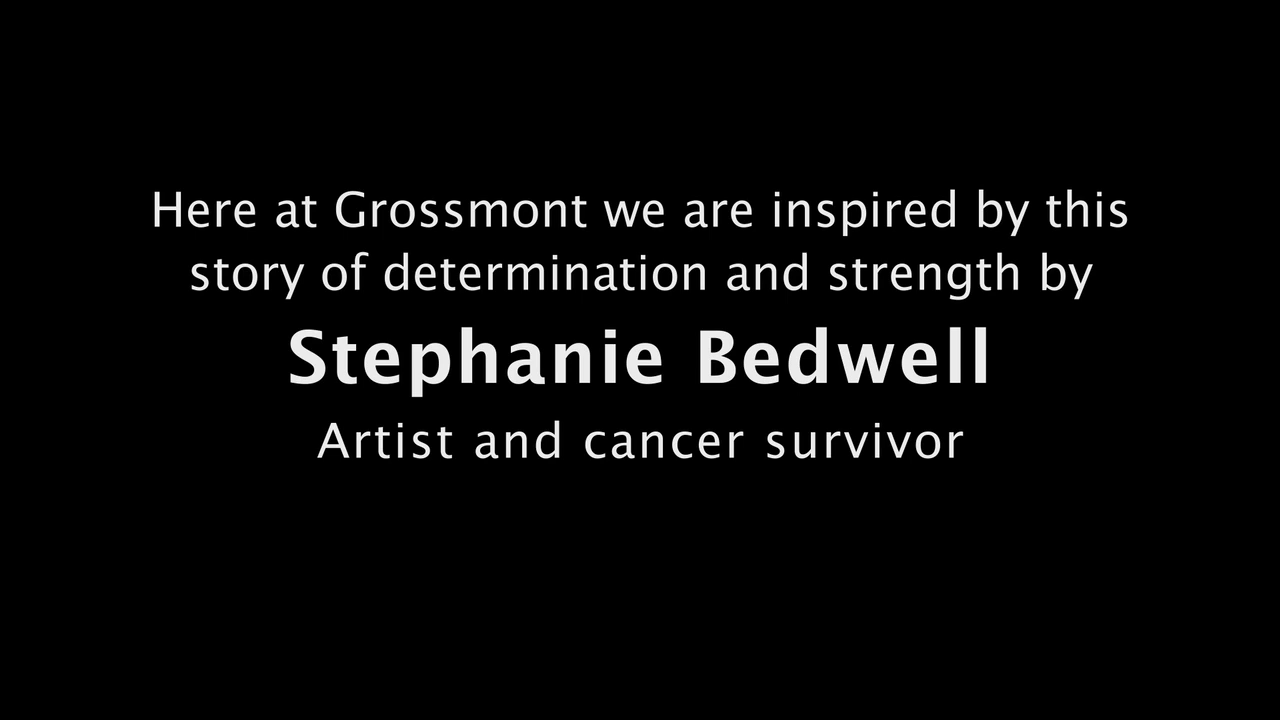 Here at Grossmont we are inspired by this
story of determination and strength by
Stephanie Bedwell
Artist and cancer survivor